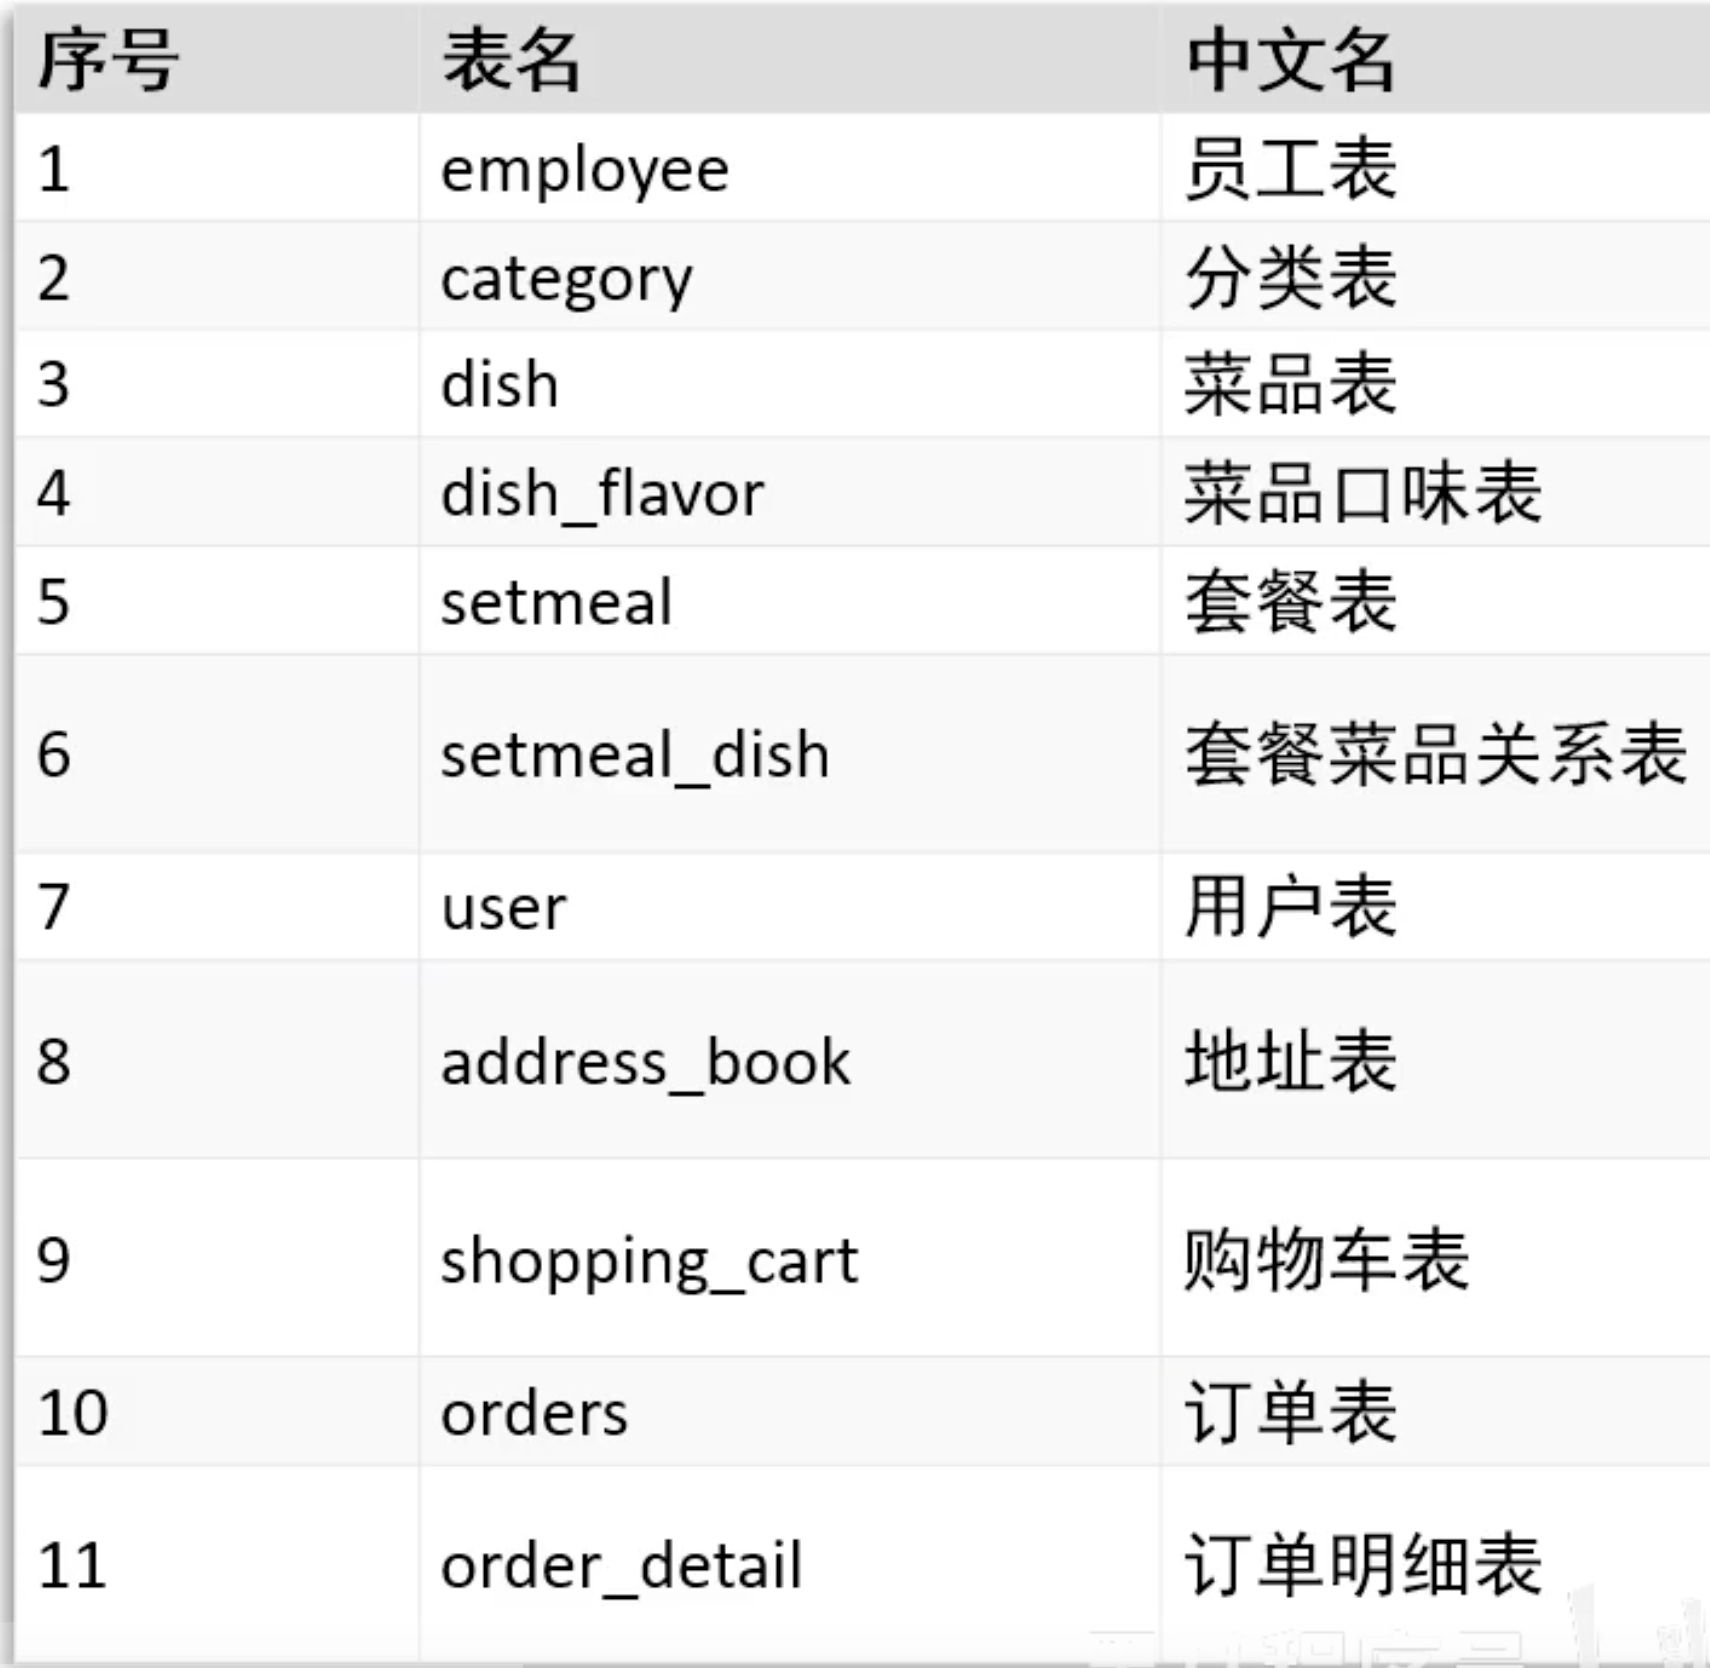 序号 表名 中文名
1 employee 员工表
2 category 分类表
3 dish 菜品表
4 dish_flavor 菜品口味表
5 setmeal 套餐表
6 setmeal_dish 套餐菜品关系表
7 user 用户表
8 address_book 地址表
9 shopping_cart 购物车表
10 orders 订单表
11 order_detail 订单明细表